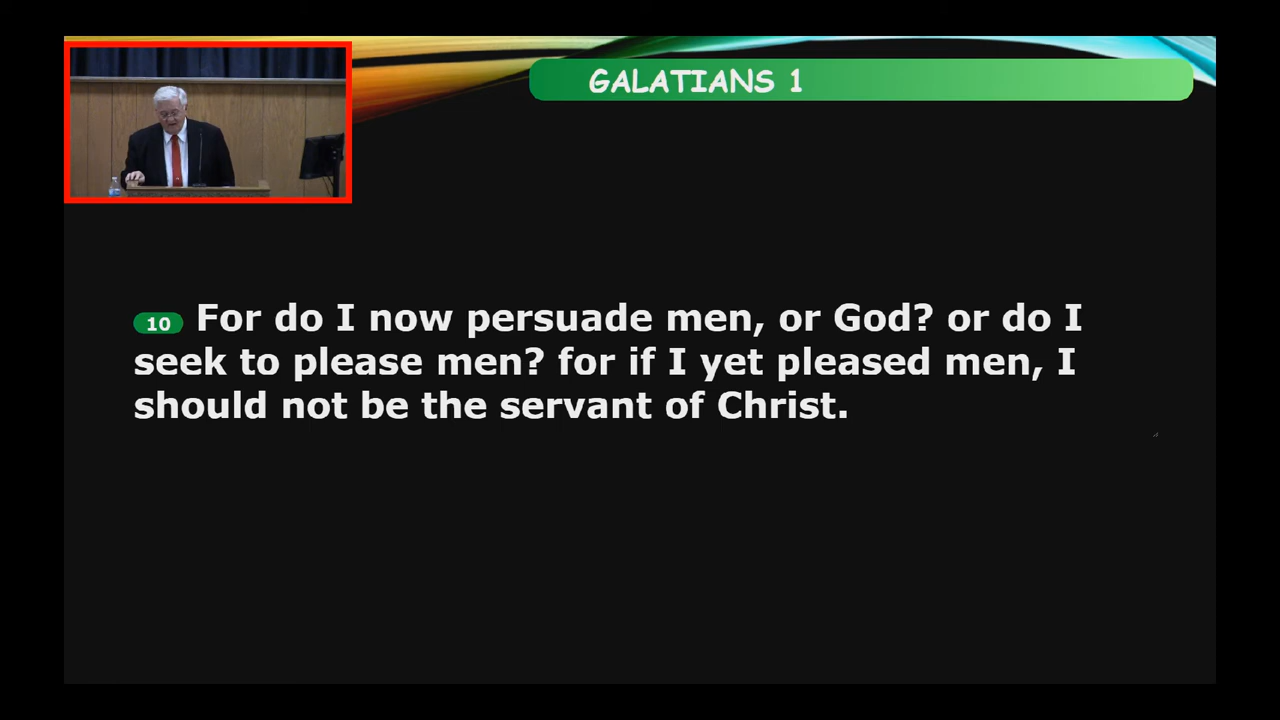 GALATIANS 1
10 For do I now persuade men, or God? or do I
seek to please men? for if I yet pleased men, I
should not be the servant of Christ.